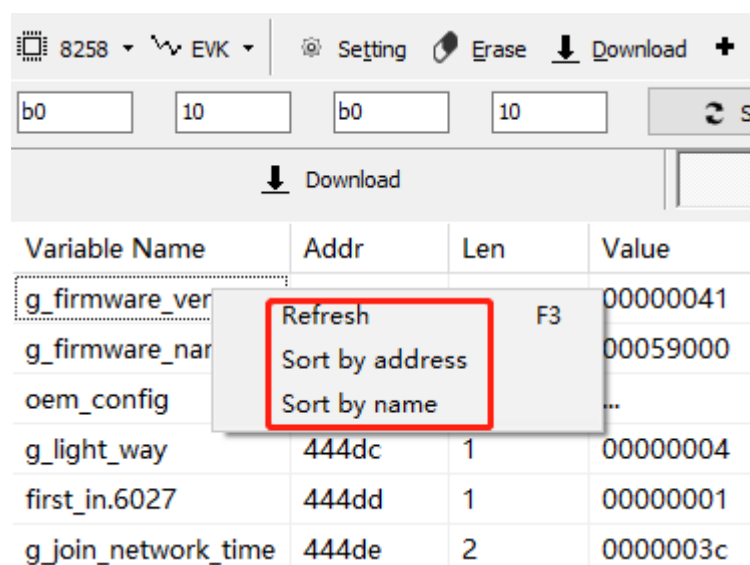 8258 EVK Setting Erase Download
b0 10 b0 10 S
Download
Variable Name Addr Len Value
g_firmware_ver 00000041
Refresh F3
g_firmware_nar 00059000
Sort by address
oem_config ...
Sort by name
g_light_way 444dc 1 00000004
first_in.6027 444dd 1 00000001
g_join_network_time 444de 2 0000003c